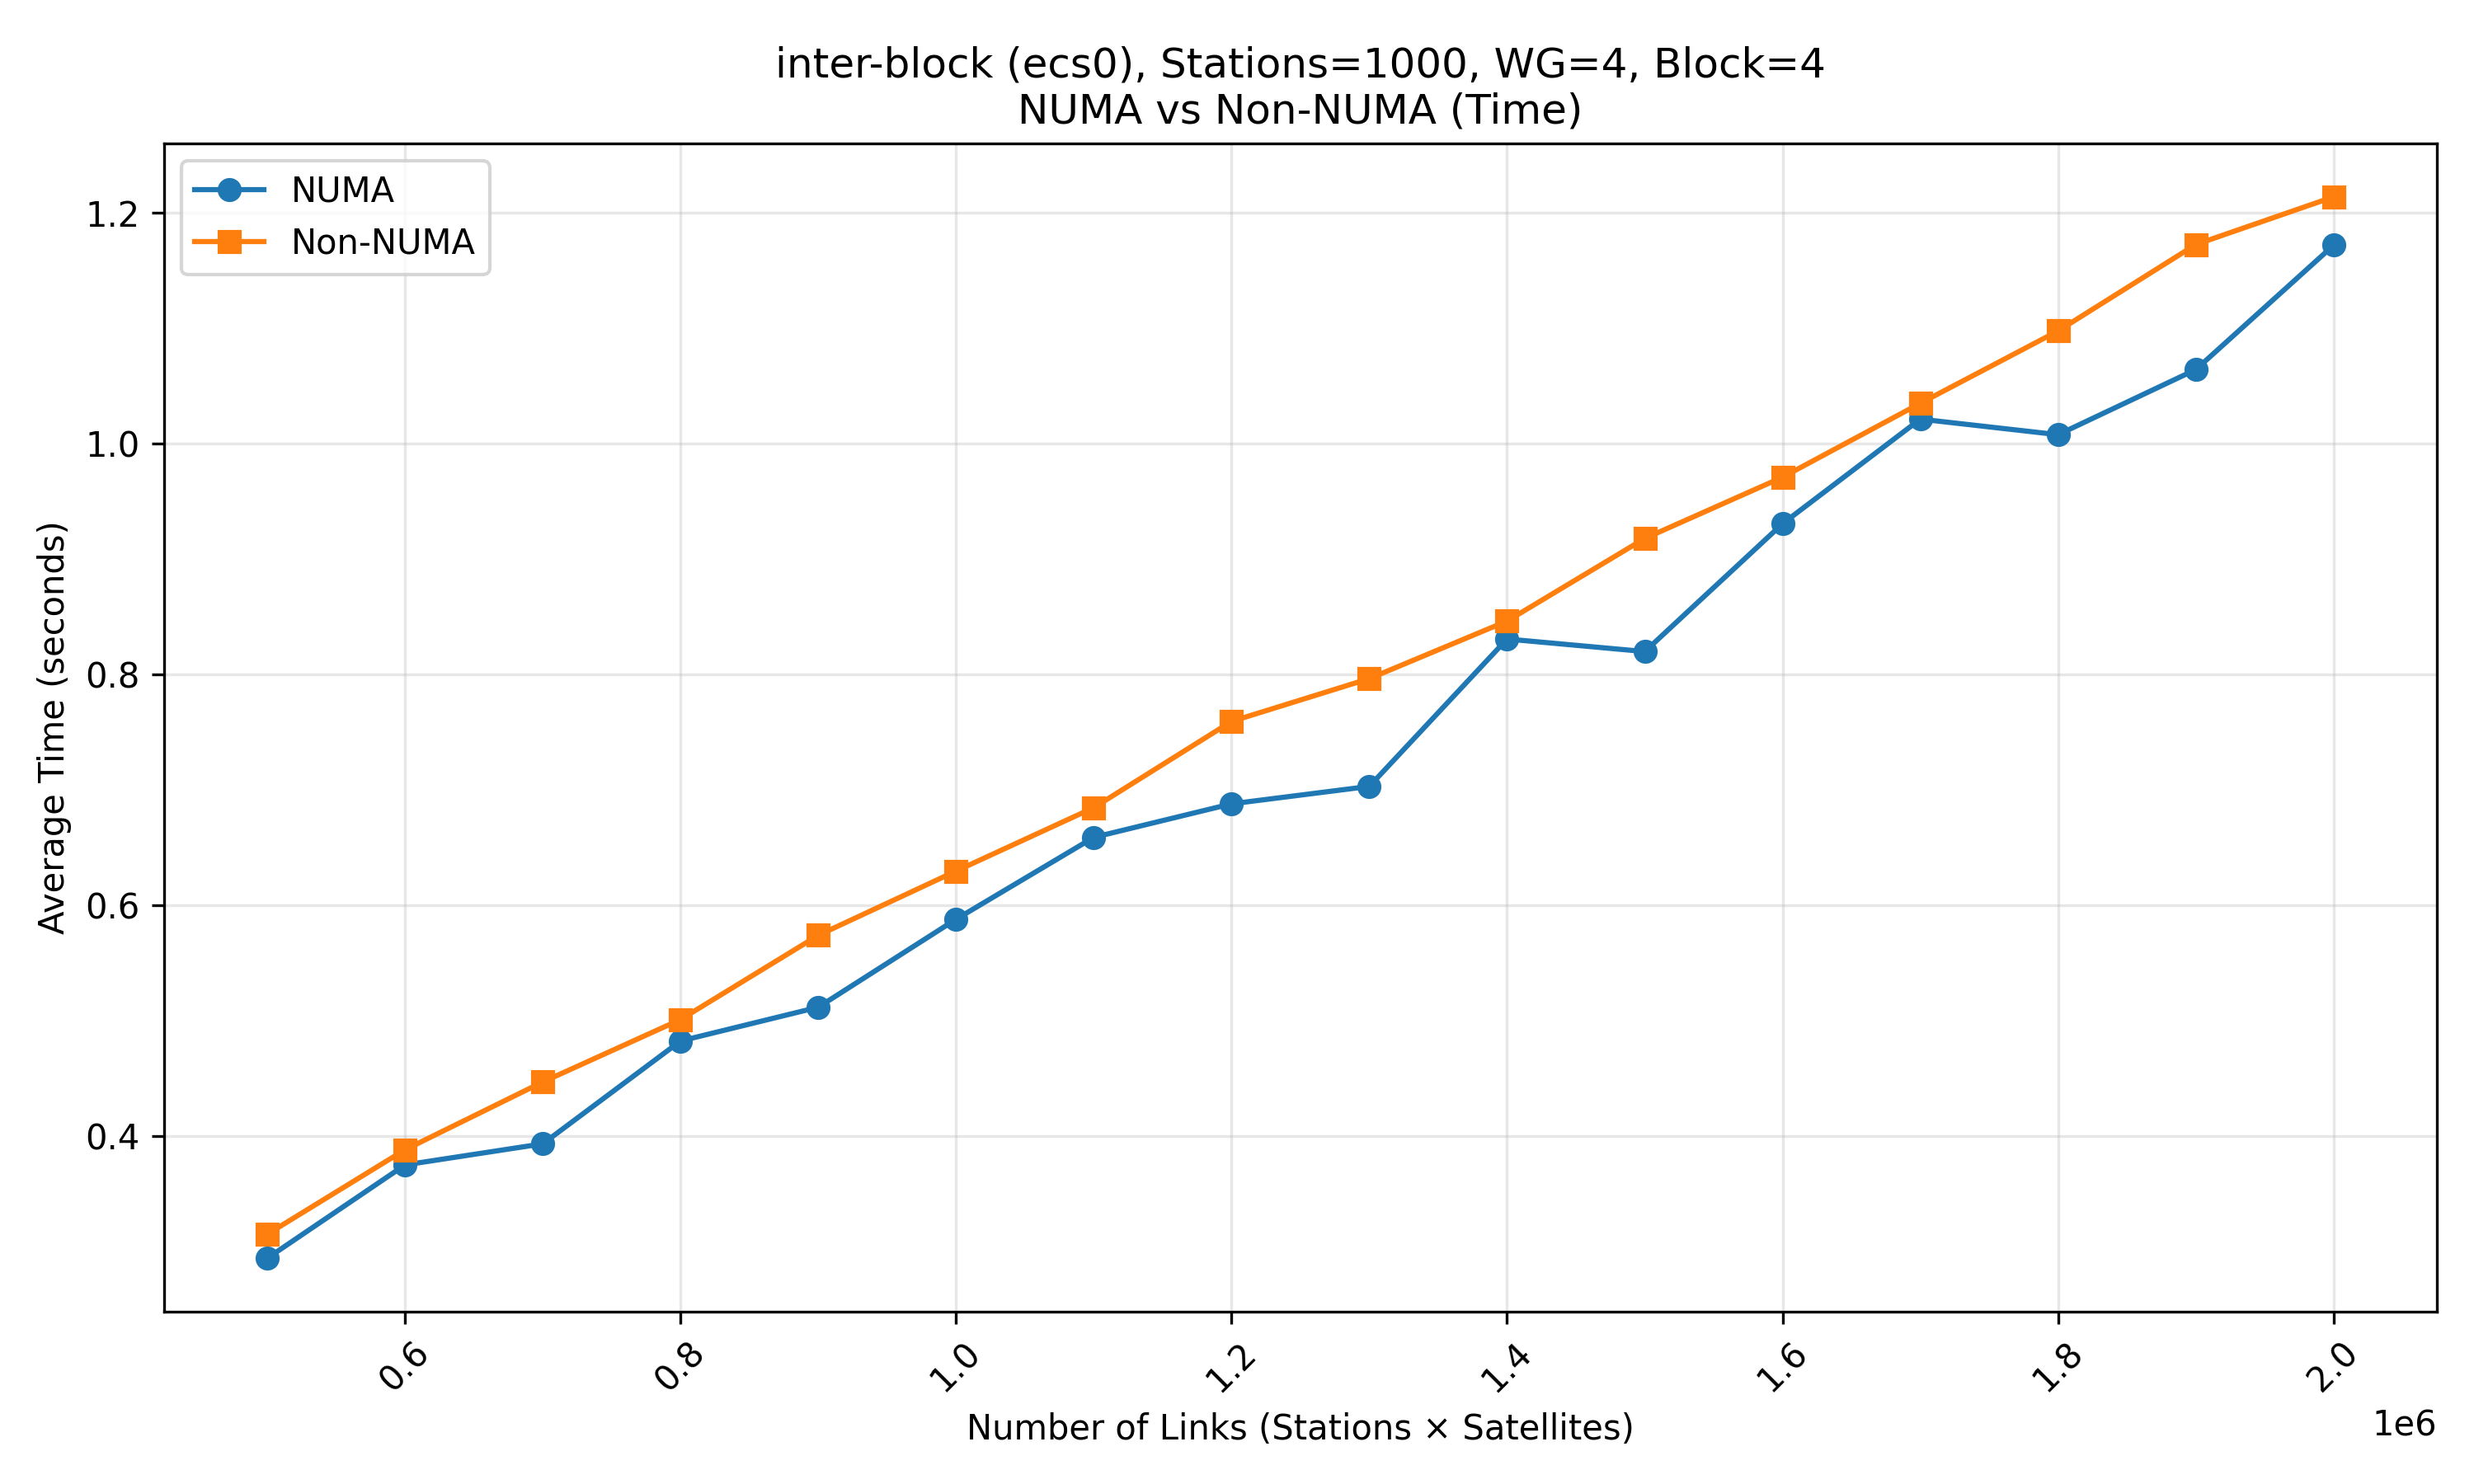 inter-block (ecs0), Stations=1000, WG=4, Block=4
NUMA vs Non-NUMA (Time)
NUMA
Non-NUMA
Average Time (seconds)
1.2
1.0
0.8
0.6
0.4
0.6
0.8
1.0
1.2
1.4
1.6
1.8
2.0
1e6
Number of Links (Stations × Satellites)